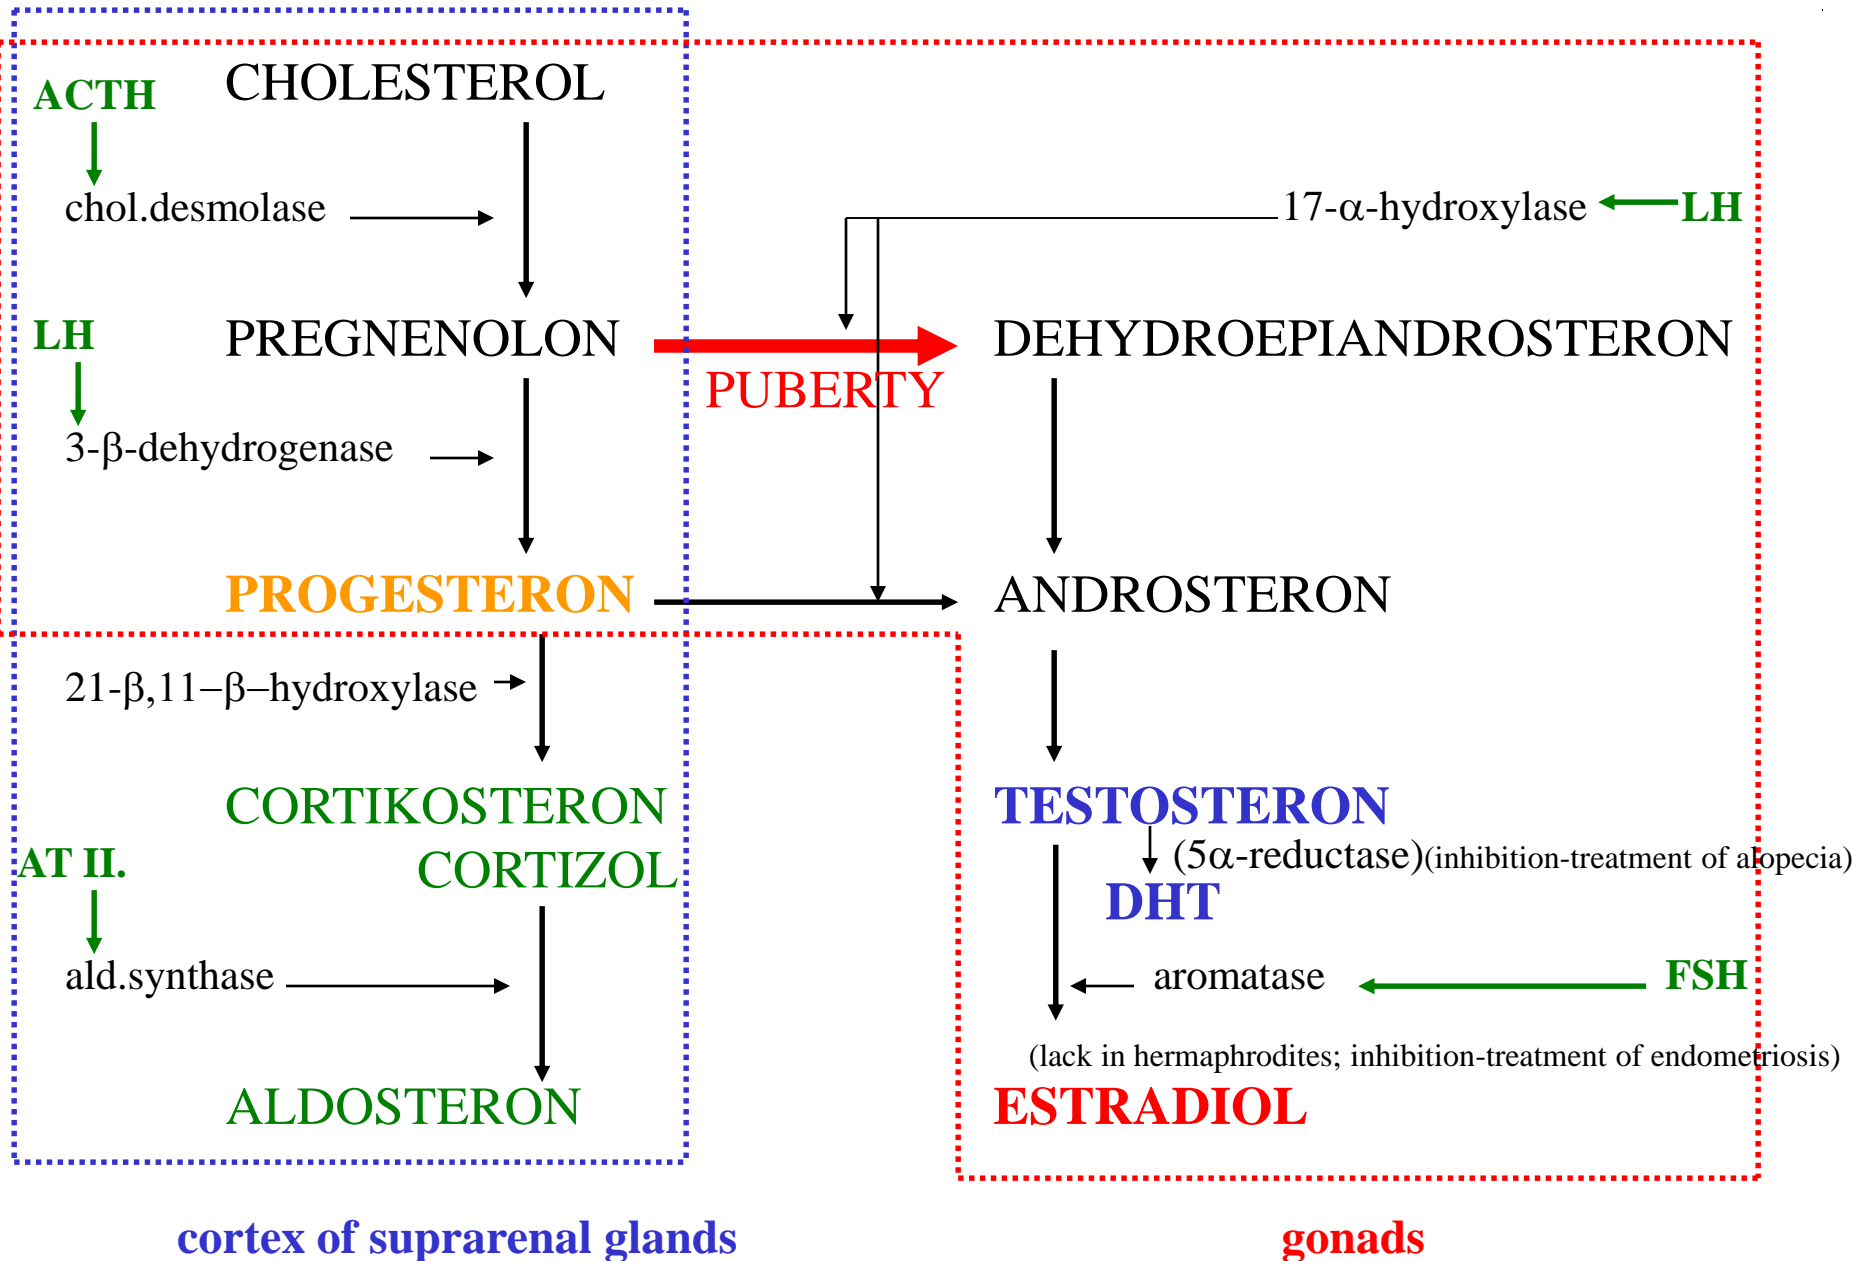 ACTH CHOLESTEROL
chol.desmolase 17-α-hydroxylase LH
LH PREGNENOLON DEHYDROEPIANDROSTERON
PUBERTY
3-β-dehydrogenase
PROGESTERON ANDROSTERON
21-β,11–β–hydroxylase
CORTIKOSTERON TESTOSTERON
AT II. CORTIZOL (5α-reductase)(inhibition-treatment of alopecia)
DHT
ald.synthase aromatase FSH
(lack in hermaphrodites; inhibition-treatment of endometriosis)
ALDOSTERON ESTRADIOL
cortex of suprarenal glands gonads